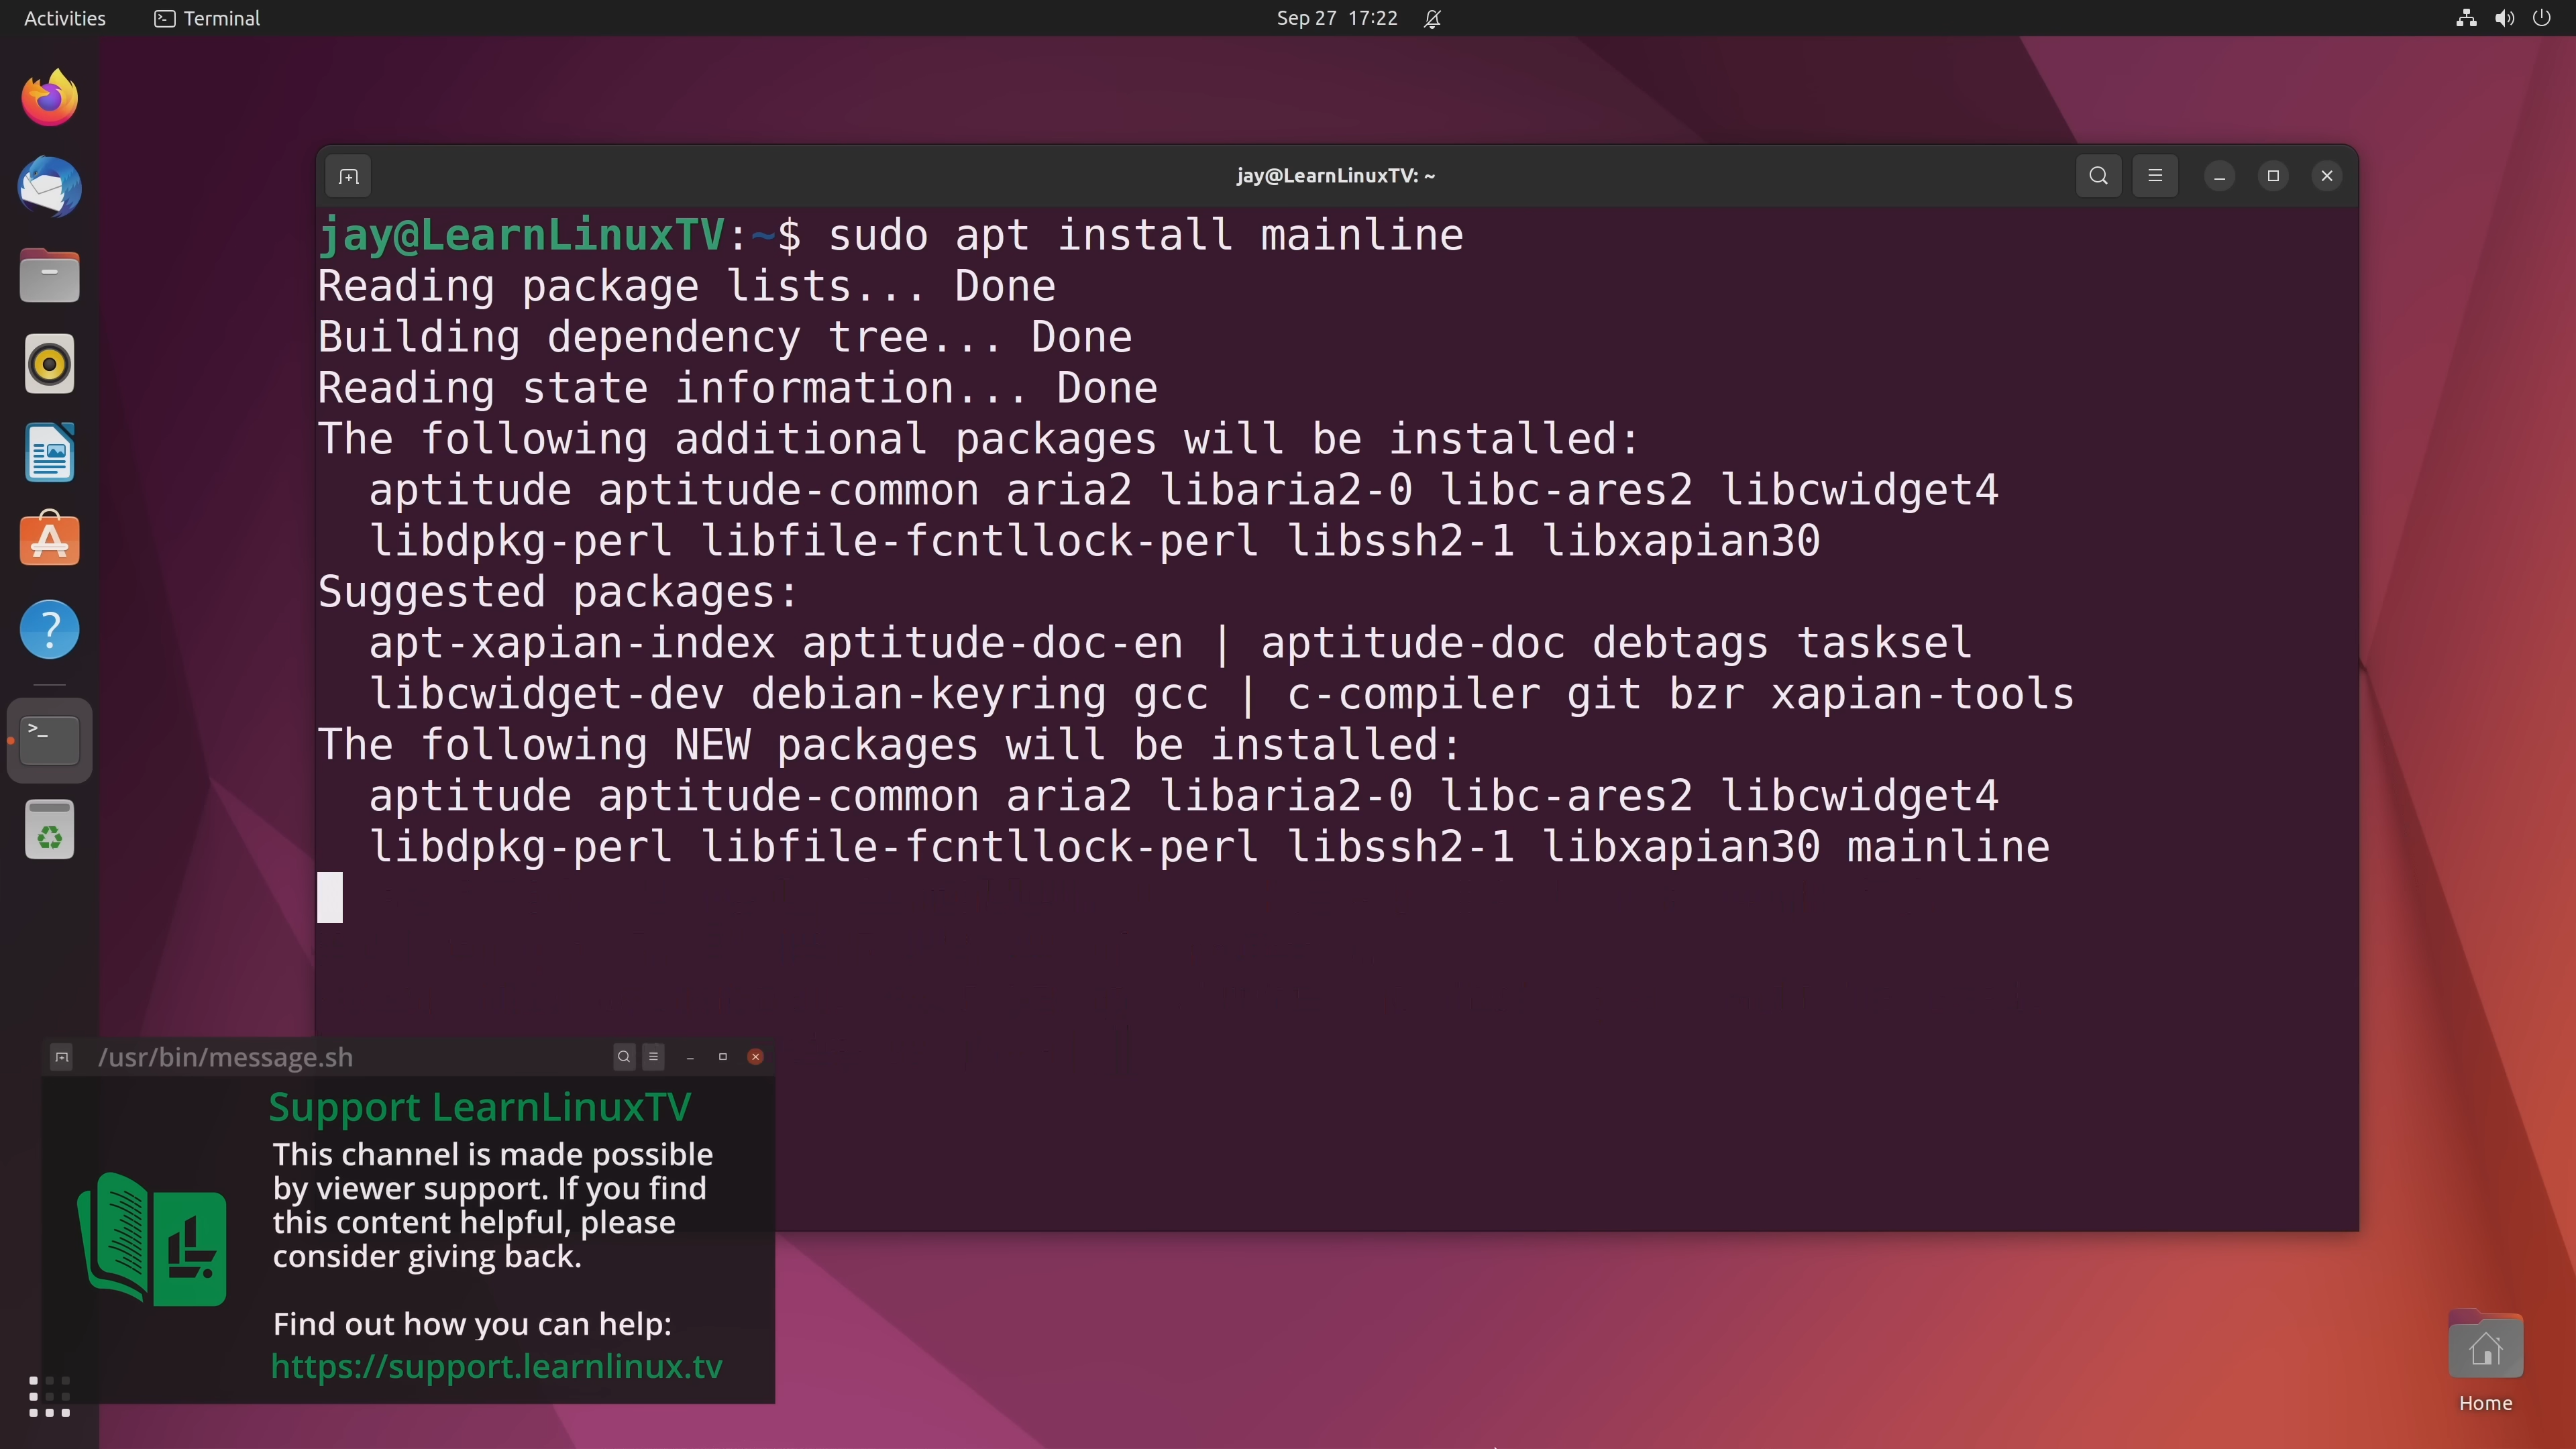 Activities
Terminal
Sep 27 17:22
jay@LearnLinuxTV: ~
jay@LearnLinuxTV:~$ sudo apt install mainline
Reading package lists... Done
Building dependency tree... Done
Reading state information... Done
The following additional packages will be installed:
aptitude aptitude-common aria2 libaria2-0 libc-ares2 libcwidget4
libdpkg-perl libfile-fcntllock-perl libssh2-1 libxapian30
Suggested packages:
apt-xapian-index aptitude-doc-en | aptitude-doc debtags tasksel
libcwidget-dev debian-keyring gcc | c-compiler git bzr xapian-tools
The following NEW packages will be installed:
aptitude aptitude-common aria2 libaria2-0 libc-ares2 libcwidget4
libdpkg-perl libfile-fcntllock-perl libssh2-1 libxapian30 mainline
/usr/bin/message.sh
Support LearnLinuxTV
This channel is made possible
by viewer support. If you find
this content helpful, please
consider giving back.
Find out how you can help:
https://support.learnlinux.tv
Home